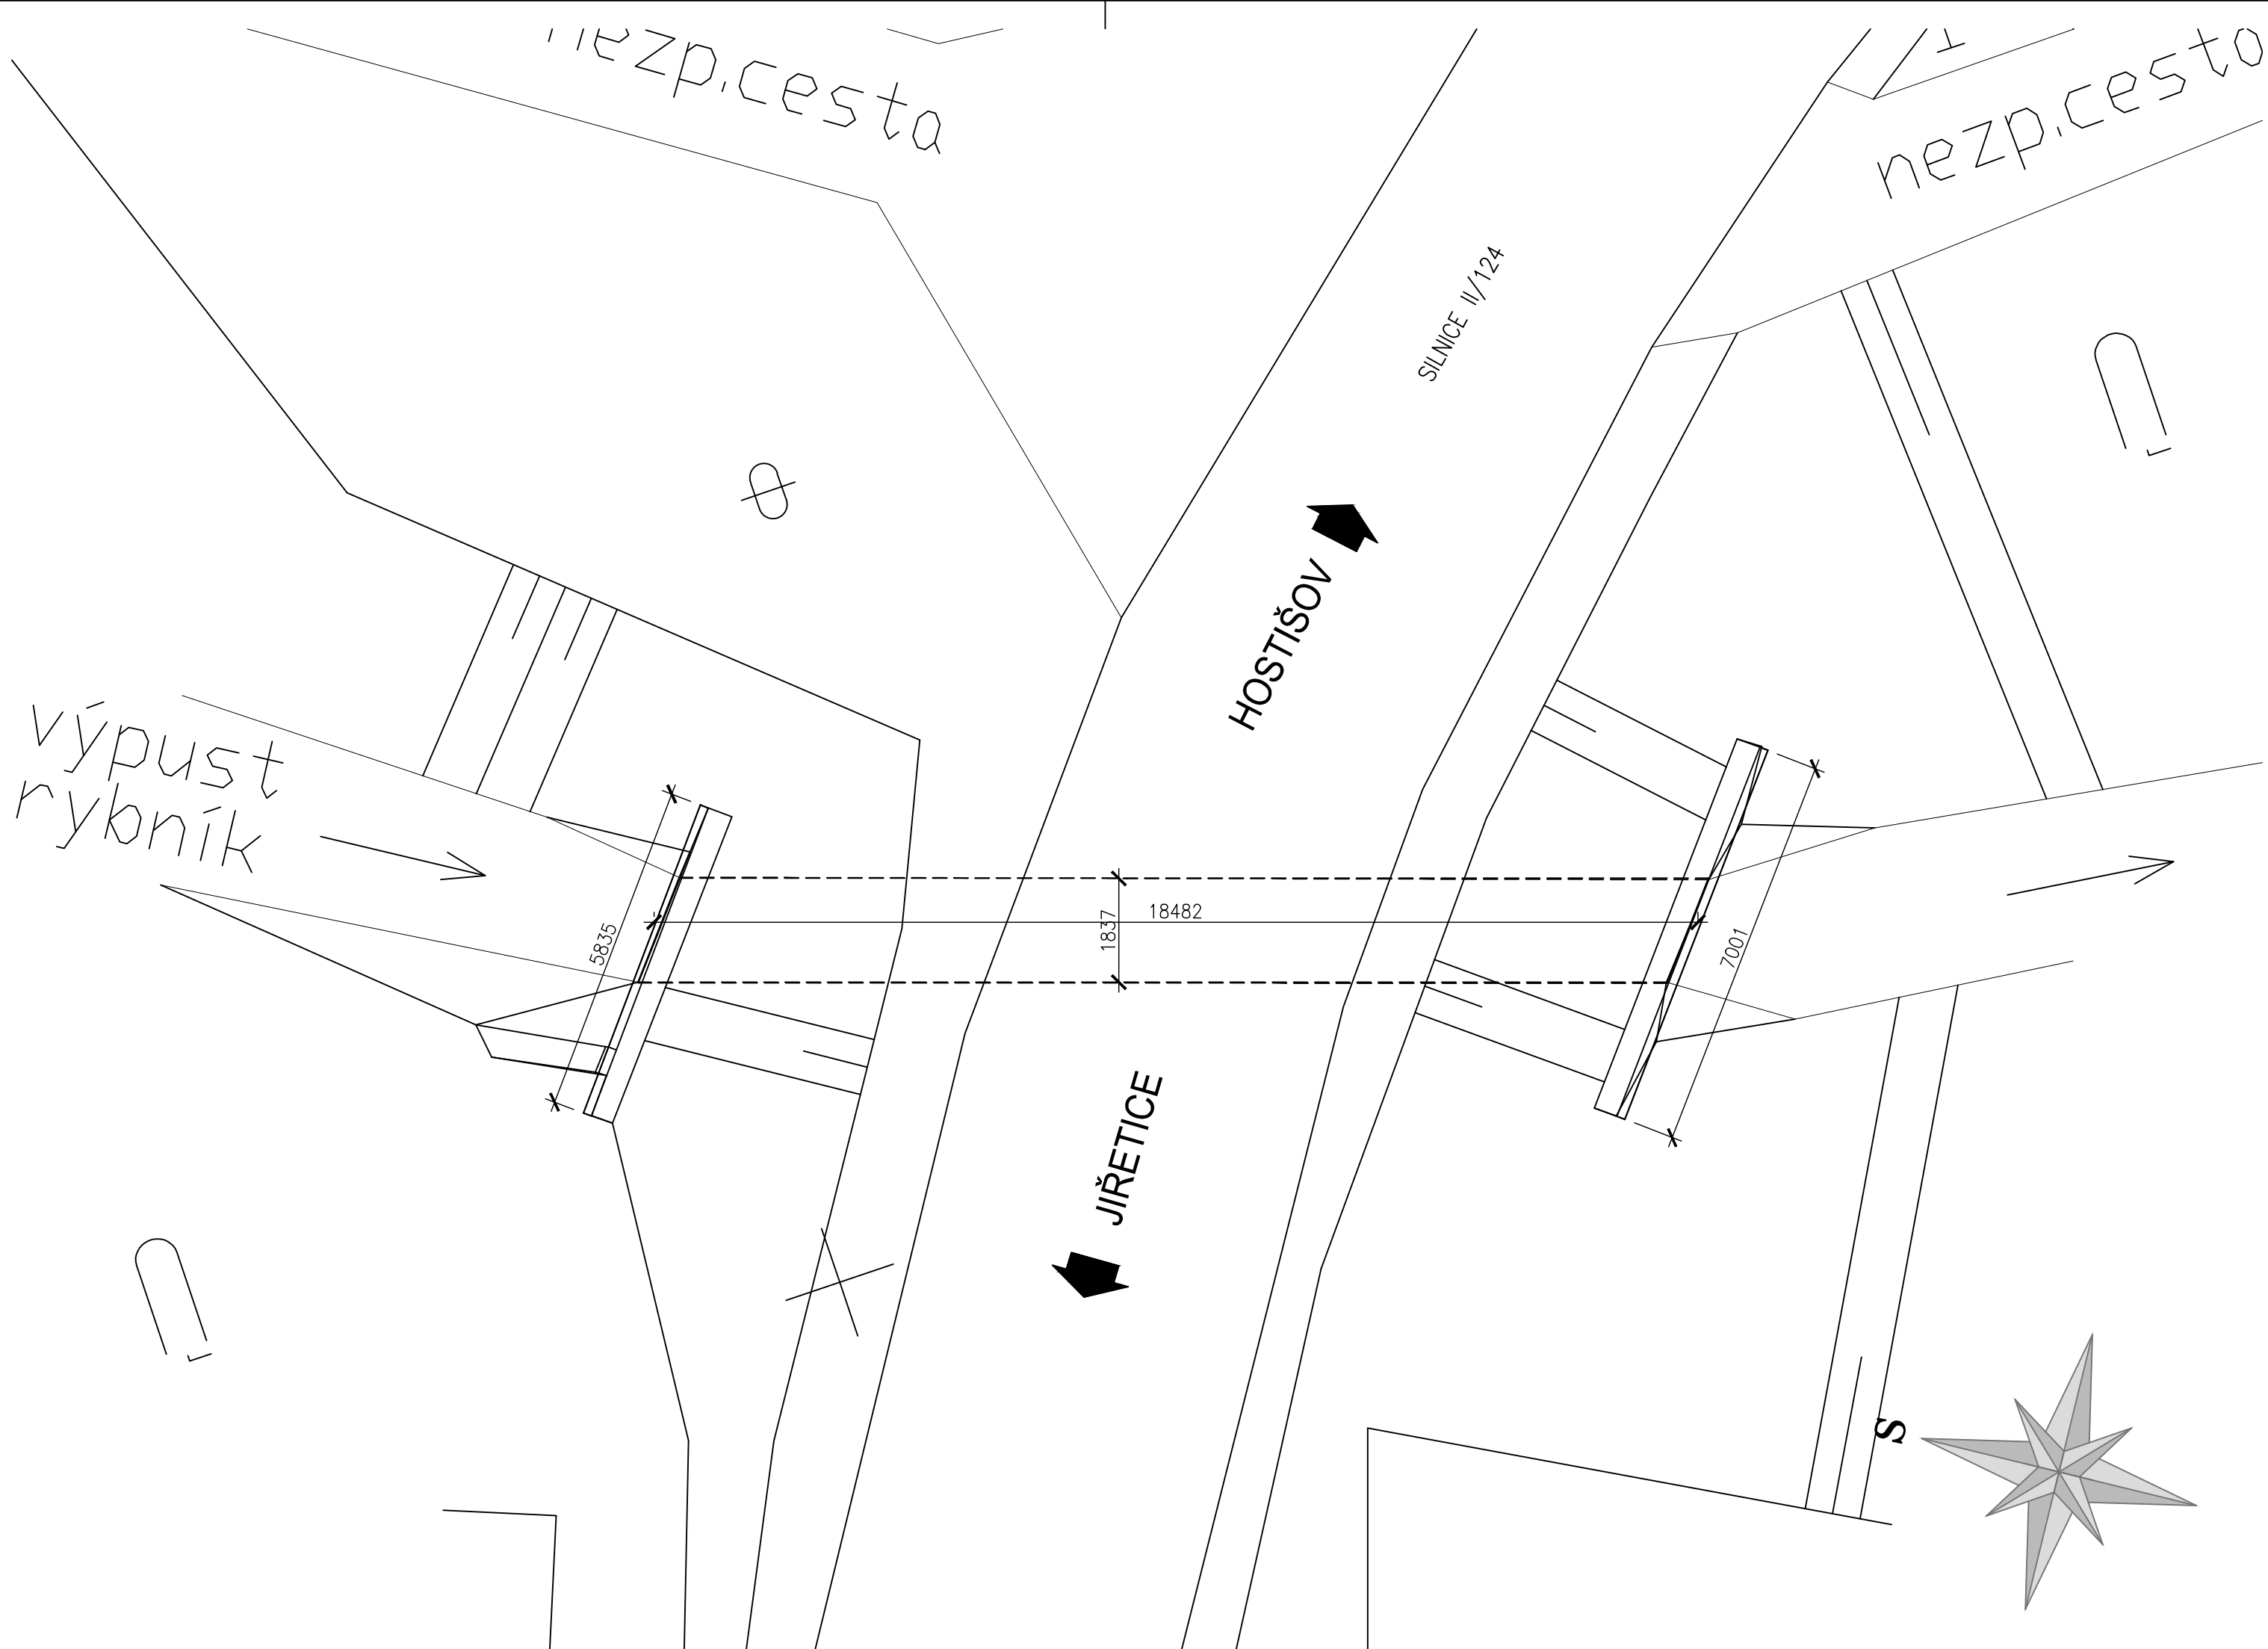 nezp.cesta
nezp.cesta
SILNICE II/124
HOSTIŠOV
výpust
rybník
5835
1837
18482
7001
JIŘETICE
S